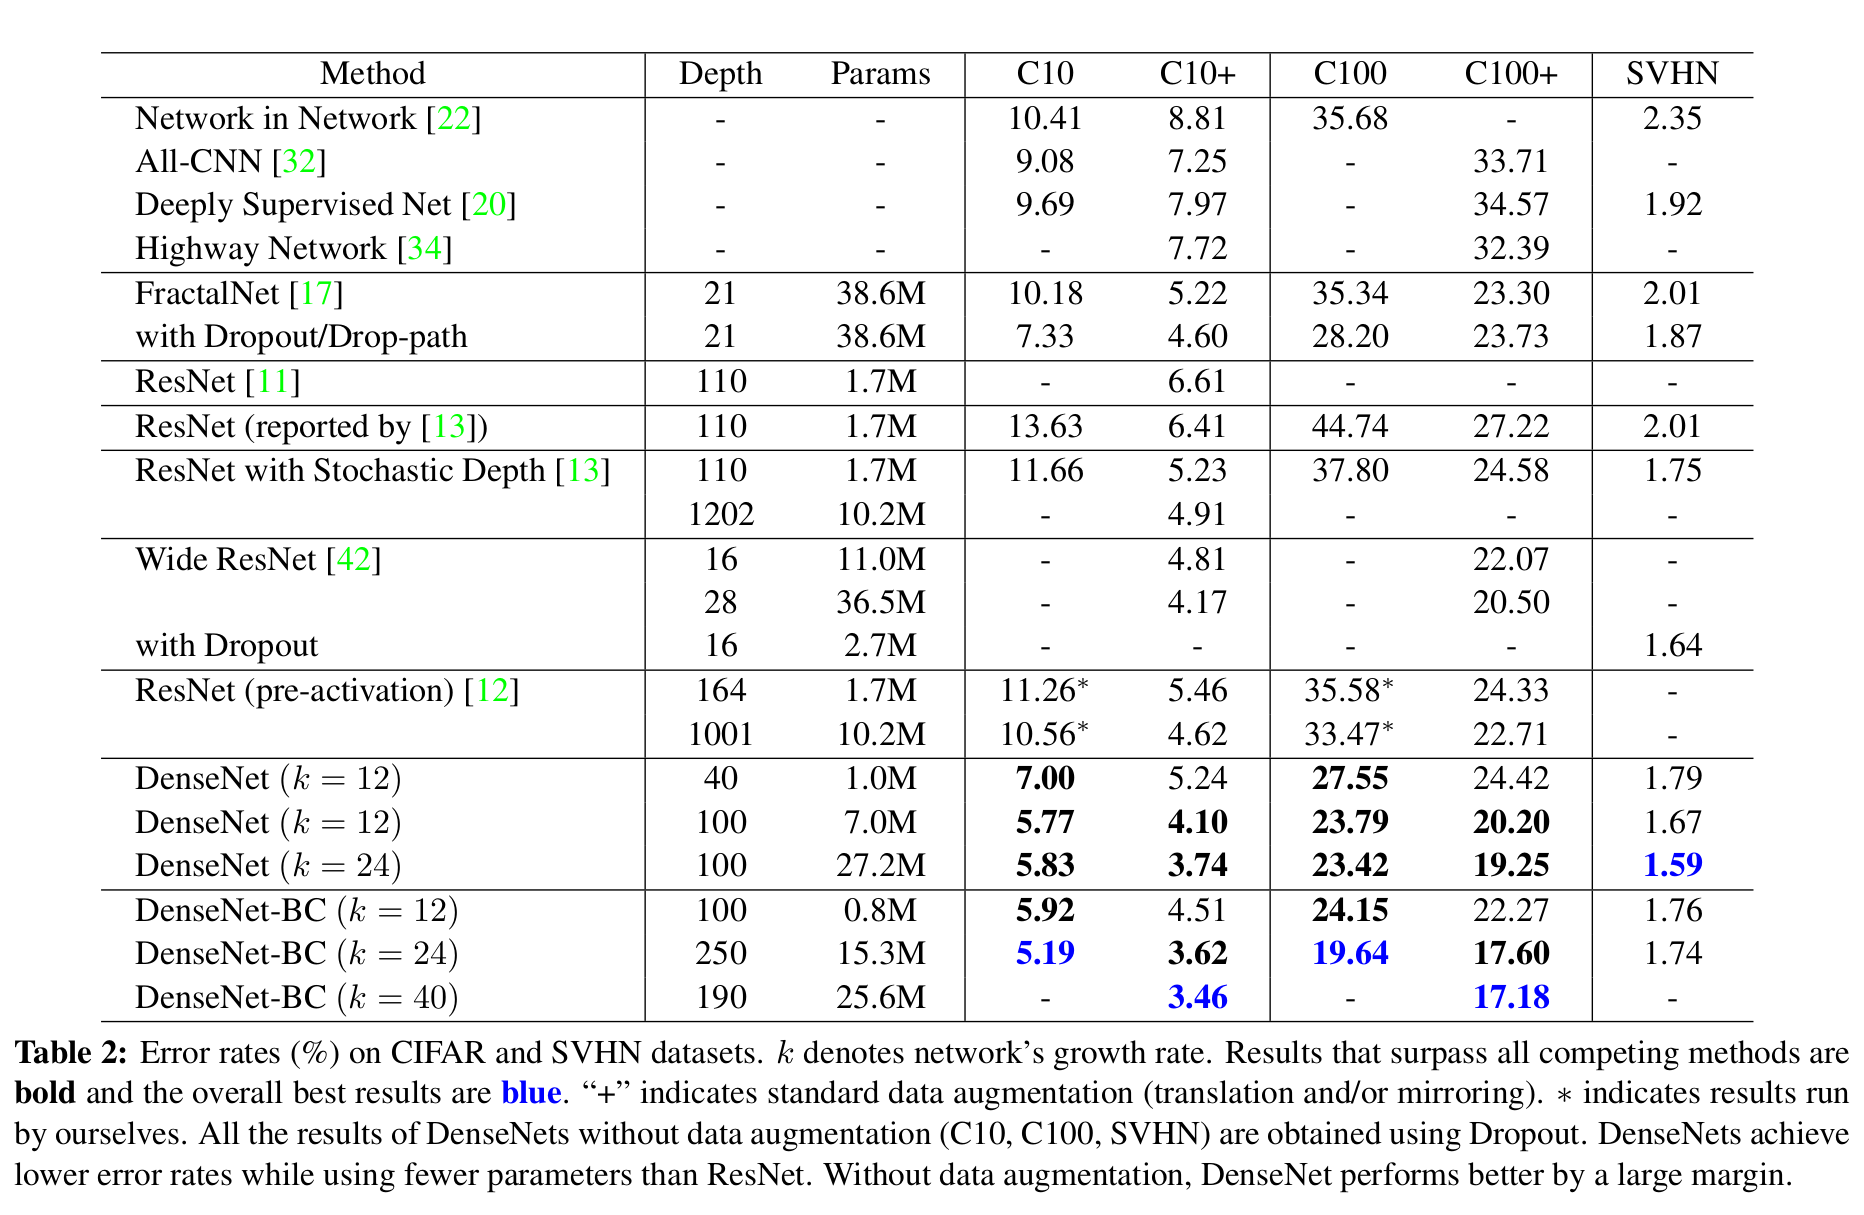 Method Depth Params C10 C10+ C100 C100+ SVHN
Network in Network [22] - - 10.41 8.81 35.68 - 2.35
All-CNN [32] - - 9.08 7.25 - 33.71 -
Deeply Supervised Net [20] - - 9.69 7.97 - 34.57 1.92
Highway Network [34] - - - 7.72 - 32.39 -
FractalNet [17] 21 38.6M 10.18 5.22 35.34 23.30 2.01
with Dropout/Drop-path 21 38.6M 7.33 4.60 28.20 23.73 1.87
ResNet [11] 110 1.7M - 6.61 - - -
ResNet (reported by [13]) 110 1.7M 13.63 6.41 44.74 27.22 2.01
ResNet with Stochastic Depth [13] 110 1.7M 11.66 5.23 37.80 24.58 1.75
1202 10.2M - 4.91 - - -
Wide ResNet [42] 16 11.0M - 4.81 - 22.07 -
28 36.5M - 4.17 - 20.50 -
with Dropout 16 2.7M - - - - 1.64
ResNet (pre-activation) [12] 164 1.7M 11.26* 5.46 35.58* 24.33 -
1001 10.2M 10.56* 4.62 33.47* 22.71 -
DenseNet (k = 12) 40 1.0M 7.00 5.24 27.55 24.42 1.79
DenseNet (k = 12) 100 7.0M 5.77 4.10 23.79 20.20 1.67
DenseNet (k = 24) 100 27.2M 5.83 3.74 23.42 19.25 1.59
DenseNet-BC (k = 12) 100 0.8M 5.92 4.51 24.15 22.27 1.76
DenseNet-BC (k = 24) 250 15.3M 5.19 3.62 19.64 17.60 1.74
DenseNet-BC (k = 40) 190 25.6M - 3.46 - 17.18 -
Table 2: Error rates (%) on CIFAR and SVHN datasets. k denotes network's growth rate. Results that surpass all competing methods are
bold and the overall best results are blue. “+” indicates standard data augmentation (translation and/or mirroring). ∗ indicates results run
by ourselves. All the results of DenseNets without data augmentation (C10, C100, SVHN) are obtained using Dropout. DenseNets achieve
lower error rates while using fewer parameters than ResNet. Without data augmentation, DenseNet performs better by a large margin.